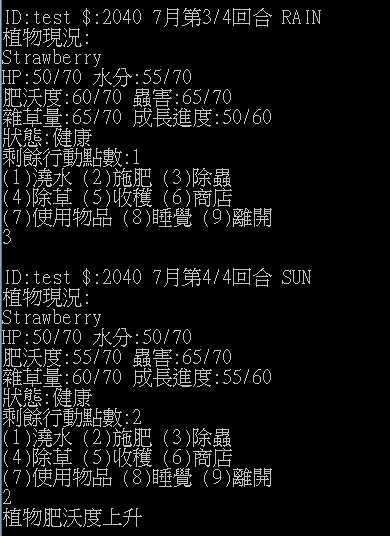 ID:test $:2040 7月第3/4回合 RAIN
植物現況:
Strawberry
HP:50/70 水分:55/70
肥沃度:60/70 蟲害:65/70
雜草量:65/70 成長進度:50/60
狀態:健康
剩餘行動點數:1
(1)澆水 (2)施肥 (3)除蟲
(4)除草 (5)收穫 (6)商店
(7)使用物品 (8)睡覺 (9)離開
3
ID:test $:2040 7月第4/4回合 SUN
植物現況:
Strawberry
HP:50/70 水分:50/70
肥沃度:55/70 蟲害:65/70
雜草量:60/70 成長進度:55/60
狀態:健康
剩餘行動點數:2
(1)澆水 (2)施肥 (3)除蟲
(4)除草 (5)收穫 (6)商店
(7)使用物品 (8)睡覺 (9)離開
2
植物肥沃度上升